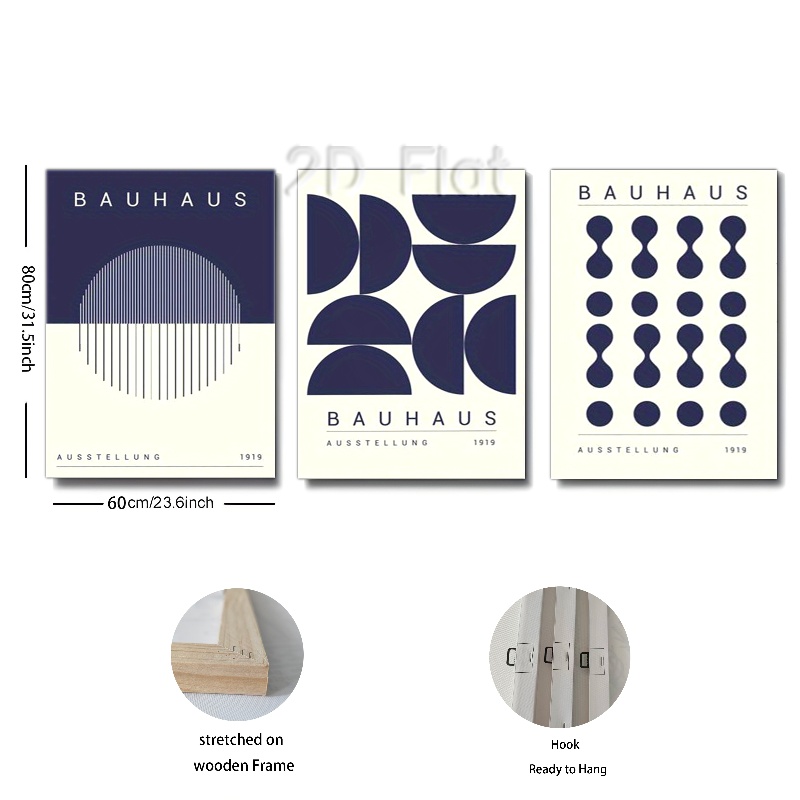 2D Flat
BAUHAUS
AUSSTELLUNG 1919
BAUHAUS
AUSSTELLUNG 1919
BAUHAUS
AUSSTELLUNG 1919
80cm/31.5inch
60cm/23.6inch
stretched on
wooden Frame
Hook
Ready to Hang